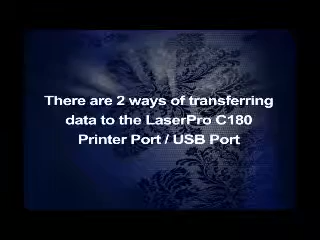 There are 2 ways of transferring
data to the LaserPro C180
Printer Port / USB Port